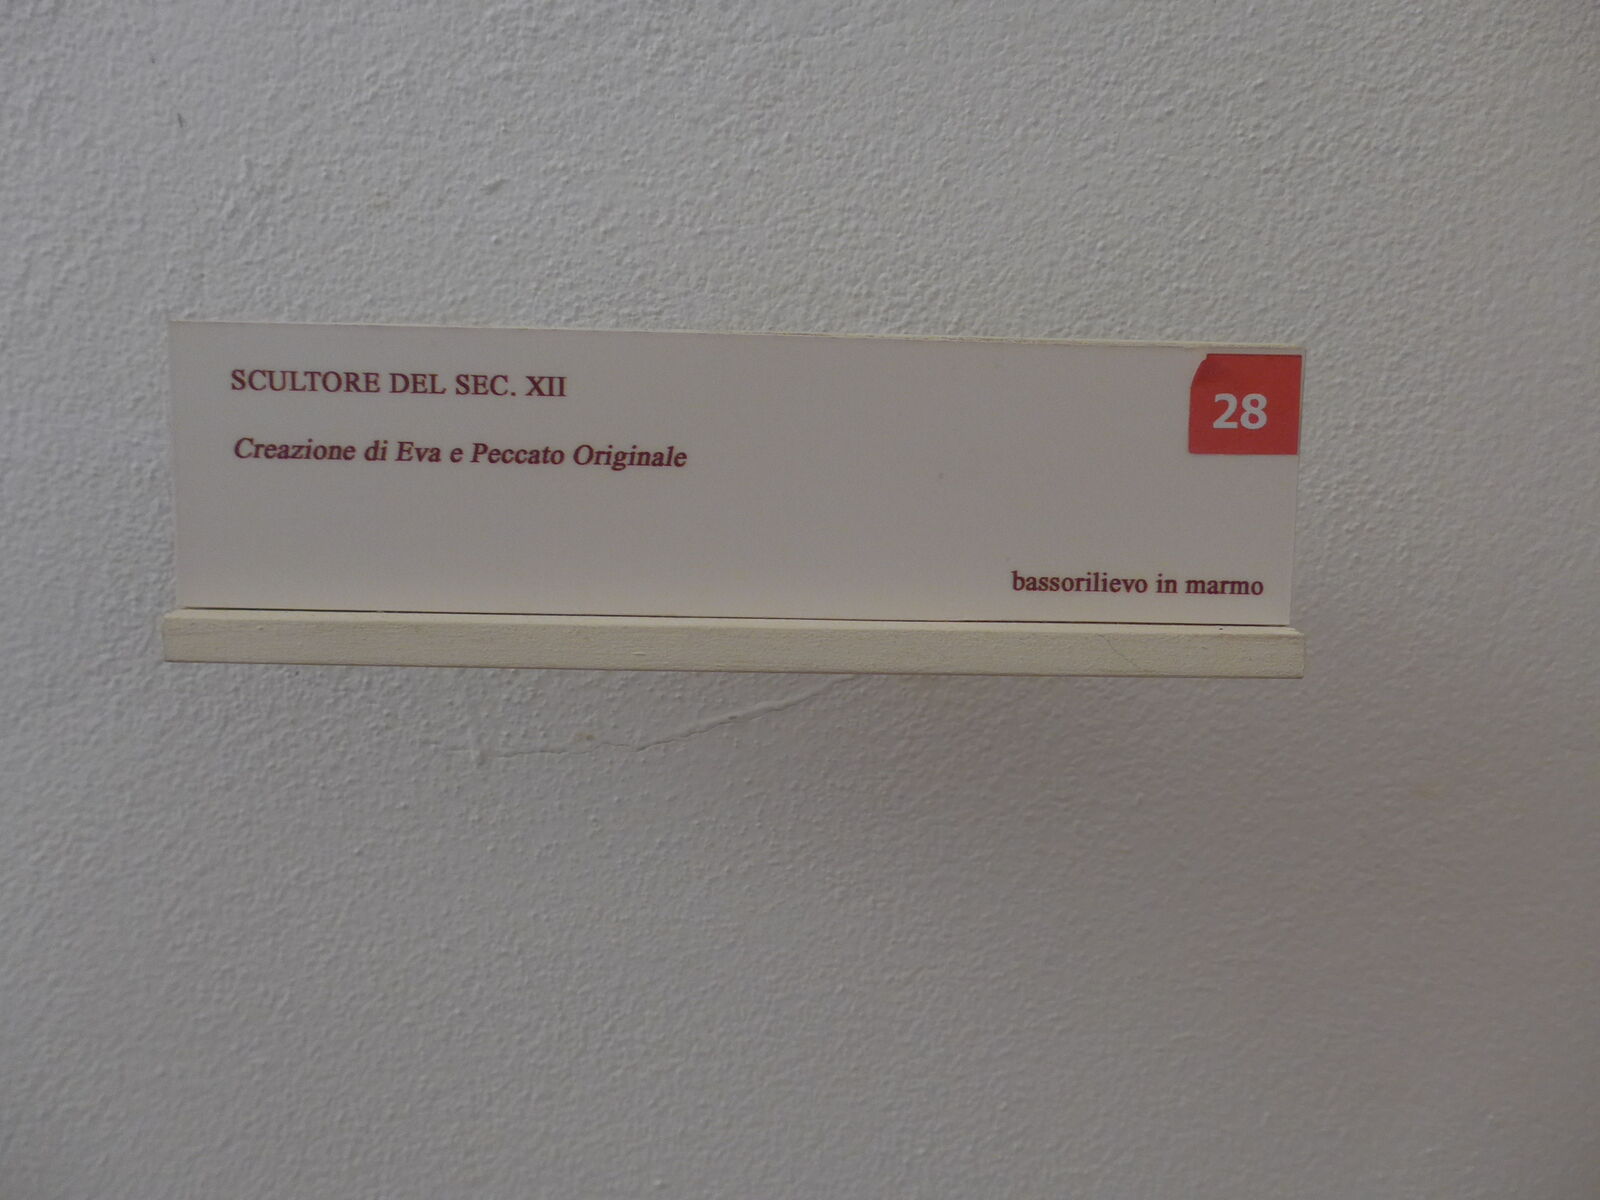 SCULTORE DEL SEC. XII
28
Creazione di Eva e Peccato Originale
bassorilievo in marmo